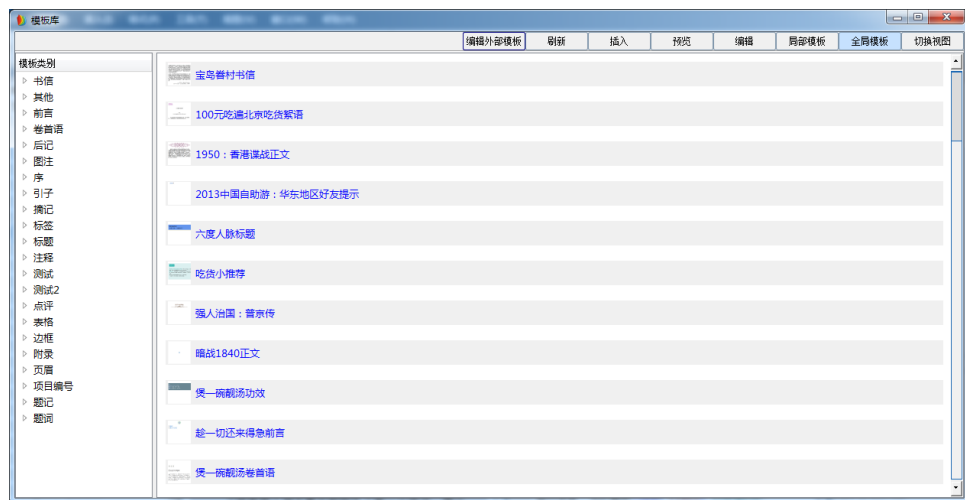 模板库
编辑外部模板 刷新 插入 预览 编辑 局部模板 全局模板 切换视图
模板类别
书信
其他
前言
卷首语
后记
图注
序
引子
摘记
标签
标题
注释
测试
测试2
点评
表格
边框
附录
页眉
项目编号
题记
题词
宝岛眷村书信
100元吃遍北京吃货絮语
1950：香港谍战正文
2013中国自助游：华东地区好友提示
六度人脉标题
吃货小推荐
强人治国：普京传
暗战1840正文
煲一碗靓汤功效
趁一切还来得急前言
煲一碗靓汤卷首语